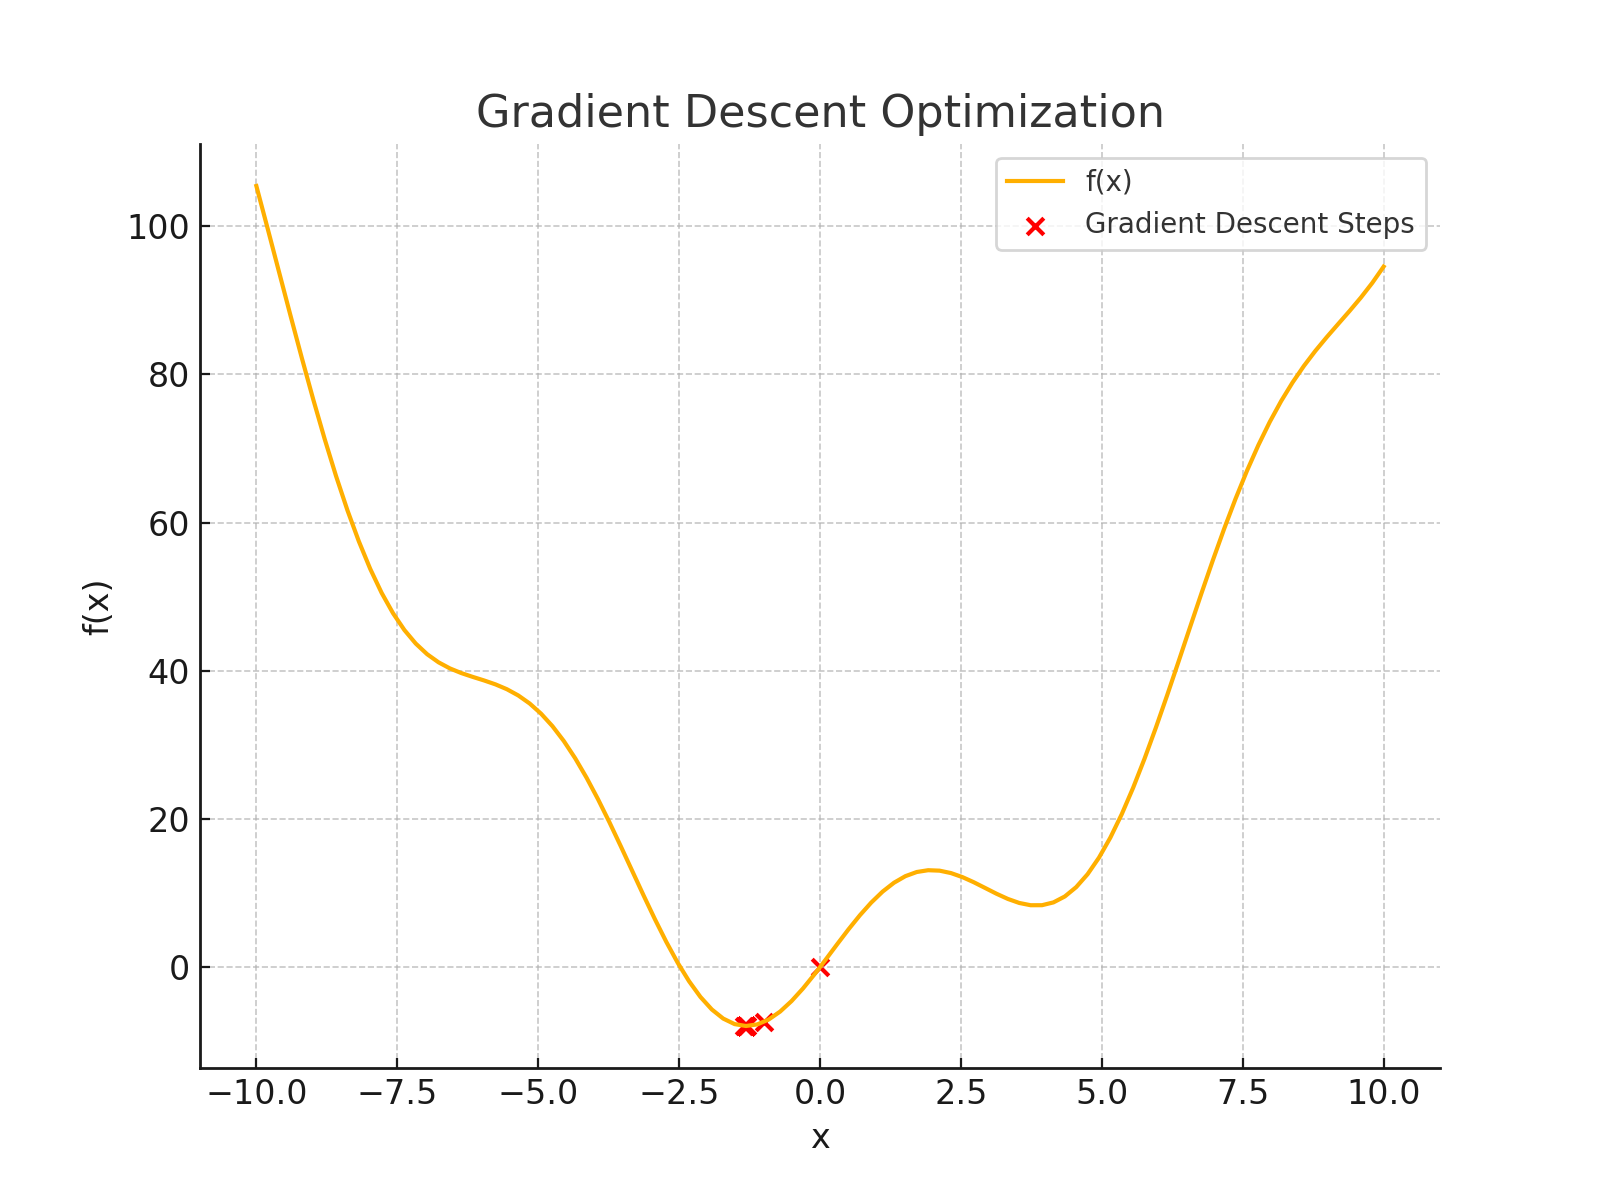 Gradient Descent Optimization
f(x)
Gradient Descent Steps
100
80
60
40
20
0
f(x)
−10.0 −7.5 −5.0 −2.5 0.0 2.5 5.0 7.5 10.0
x